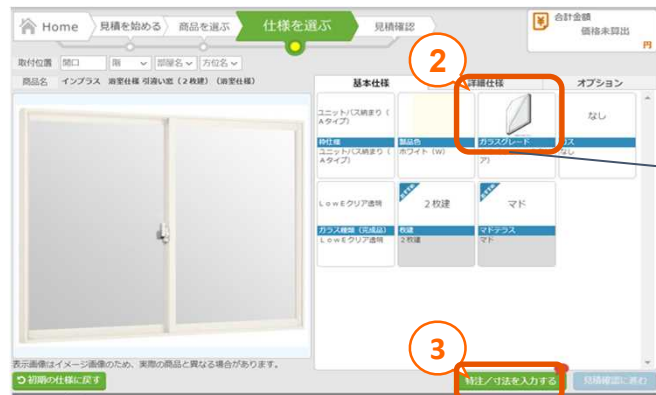 Home 見積を始める 商品を選ぶ 仕様を選ぶ 見積確認
合計金額
価格未算出
円
取付位置 開口 階 部屋名 方位名
商品名 インプラス 浴室仕様 引違い窓（2枚建）（浴室仕様）
2
基本仕様 詳細仕様 オプション
ユニットバス納まり（
Aタイプ）
なし
枠仕様 製品色 ガラスグレード
ユニットバス納まり（ ホワイト（W） なし
Aタイプ） ア）
LowEクリア透明 2枚建 マド
ガラス種類（完成品） 枚建 マドテラス
LowEクリア透明 2枚建 マド
3
表示画像はイメージ画像のため、実際の商品と異なる場合があります。
初期の仕様に戻す 特注／寸法を入力する 見積確認に進む